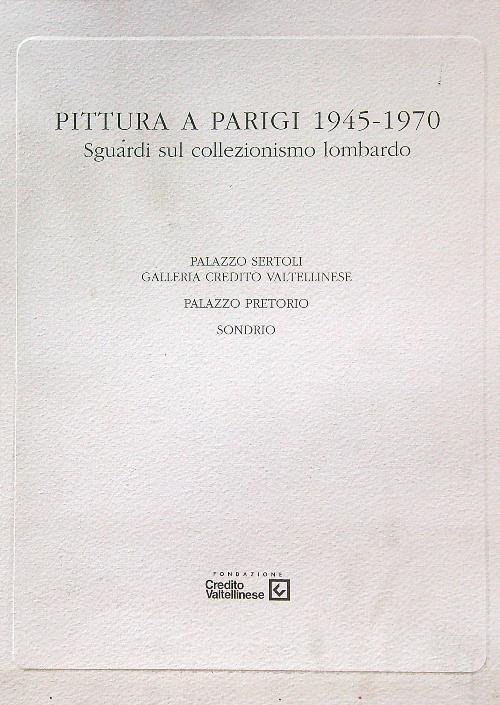 PITTURA A PARIGI 1945-1970
Sguardi sul collezionismo lombardo
PALAZZO SERTOLI
GALLERIA CREDITO VALTELLINESE
PALAZZO PRETORIO
SONDRIO
FONDAZIONE
Credito
Valtellinese